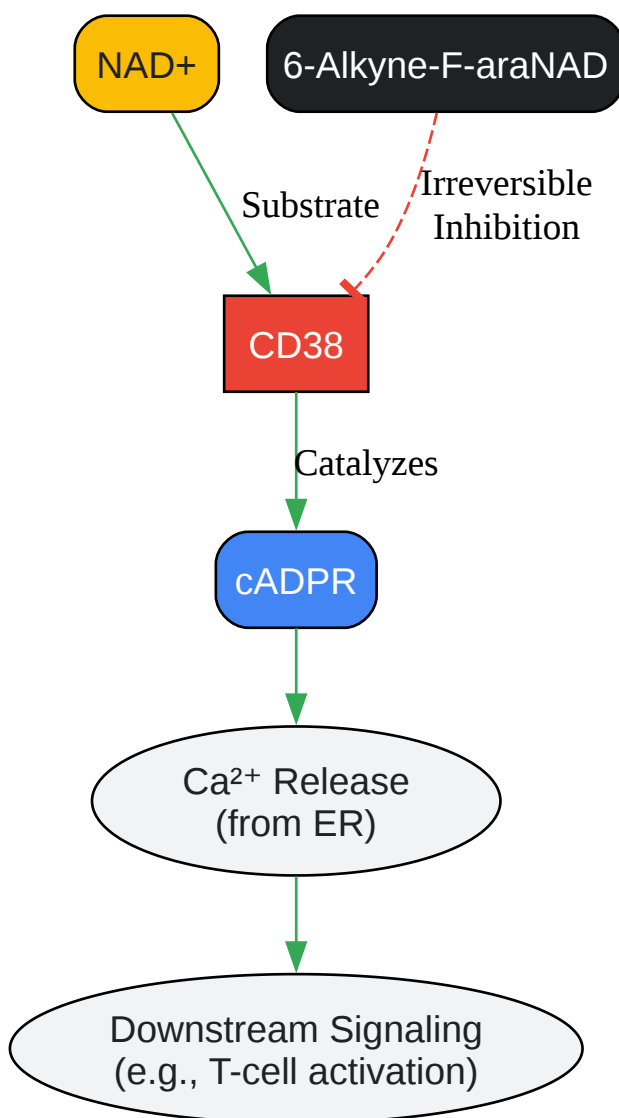 NAD+
6-Alkyne-F-araNAD
Substrate
Irreversible
Inhibition
CD38
Catalyzes
cADPR
Ca²⁺ Release
(from ER)
Downstream Signaling
(e.g., T-cell activation)